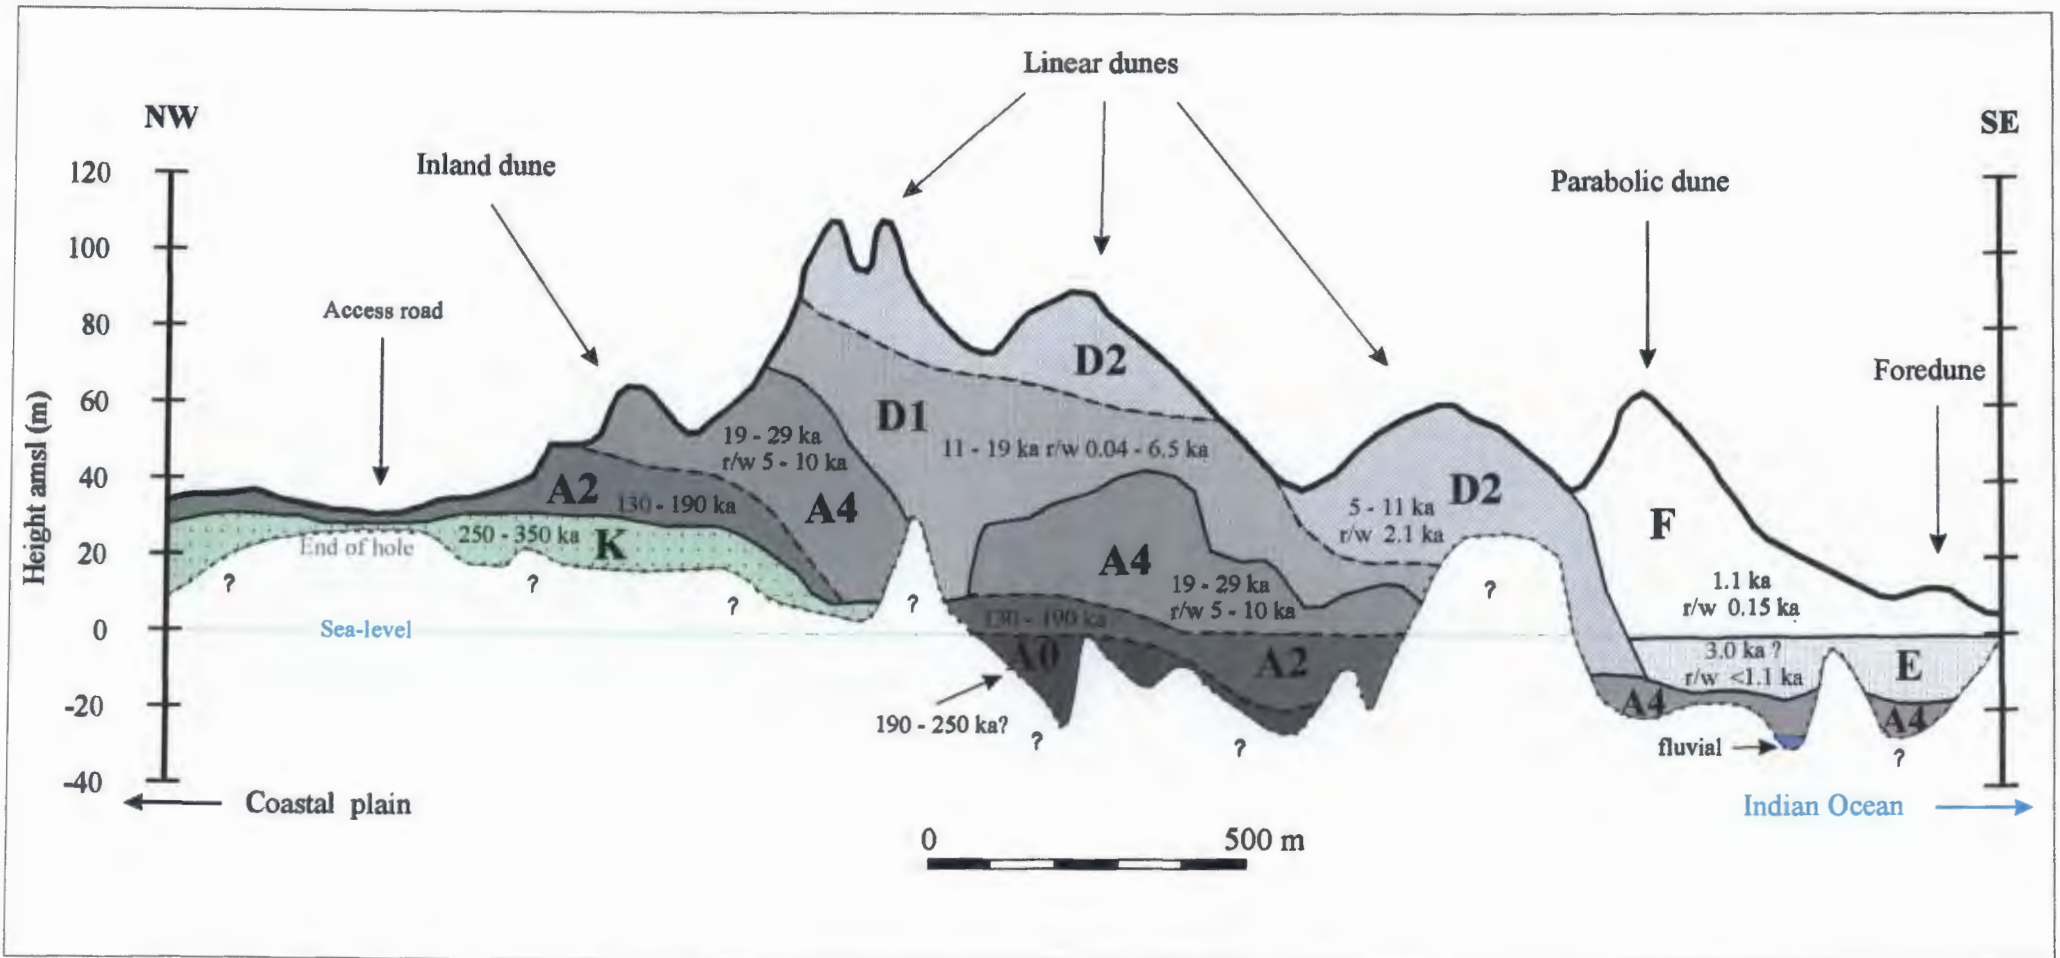 Linear dunes
NW
SE
Inland dune
Parabolic dune
Access road
Foredune
Height amsl (m)
120
100
80
60
40
20
0
-20
-40
D2
D1
19 - 29 ka
r/w 5 - 10 ka
11 - 19 ka r/w 0.04 - 6.5 ka
A2
130 - 190 ka
A4
D2
5 - 11 ka
r/w 2.1 ka
F
250 - 350 ka
K
End of hole
A4
19 - 29 ka
r/w 5 - 10 ka
1.1 ka
r/w 0.15 ka
?
?
?
?
?
Sea-level
130 - 190 ka
A0
A2
3.0 ka ?
r/w <1.1 ka
E
A4
A4
190 - 250 ka?
?
?
fluvial
?
Coastal plain
Indian Ocean
0
500 m